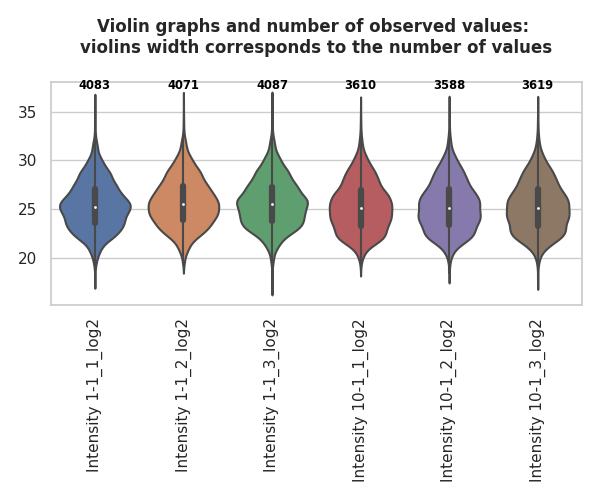 Violin graphs and number of observed values:
violins width corresponds to the number of values
4083 4071 4087 3610 3588 3619
35
30
25
20
Intensity 1-1_1_log2
Intensity 1-1_2_log2
Intensity 1-1_3_log2
Intensity 10-1_1_log2
Intensity 10-1_2_log2
Intensity 10-1_3_log2